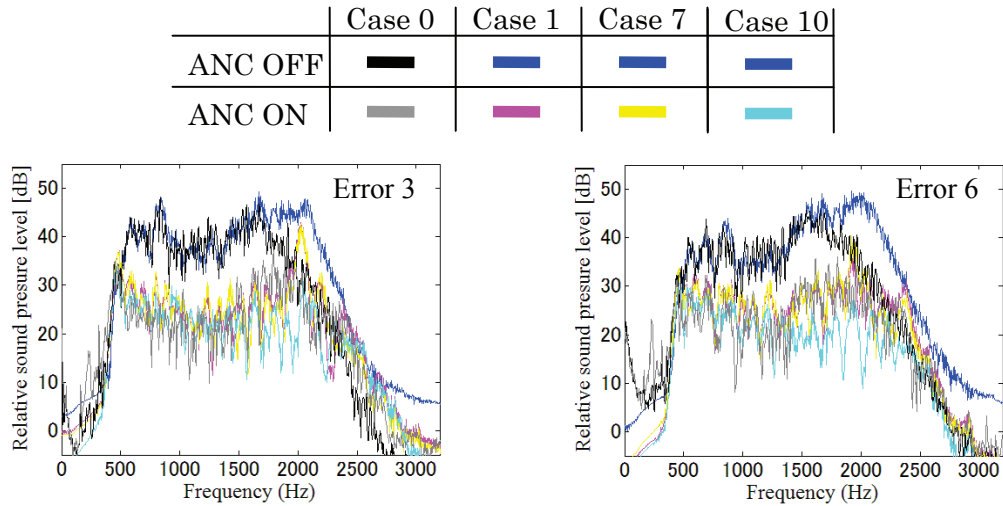 Case 0 Case 1 Case 7 Case 10
ANC OFF
ANC ON
Error 3
Relative sound presure level [dB]
50
40
30
20
10
0
0 500 1000 1500 2000 2500 3000
Frequency (Hz)
Error 6
Relative sound presure level [dB]
50
40
30
20
10
0
0 500 1000 1500 2000 2500 3000
Frequency (Hz)